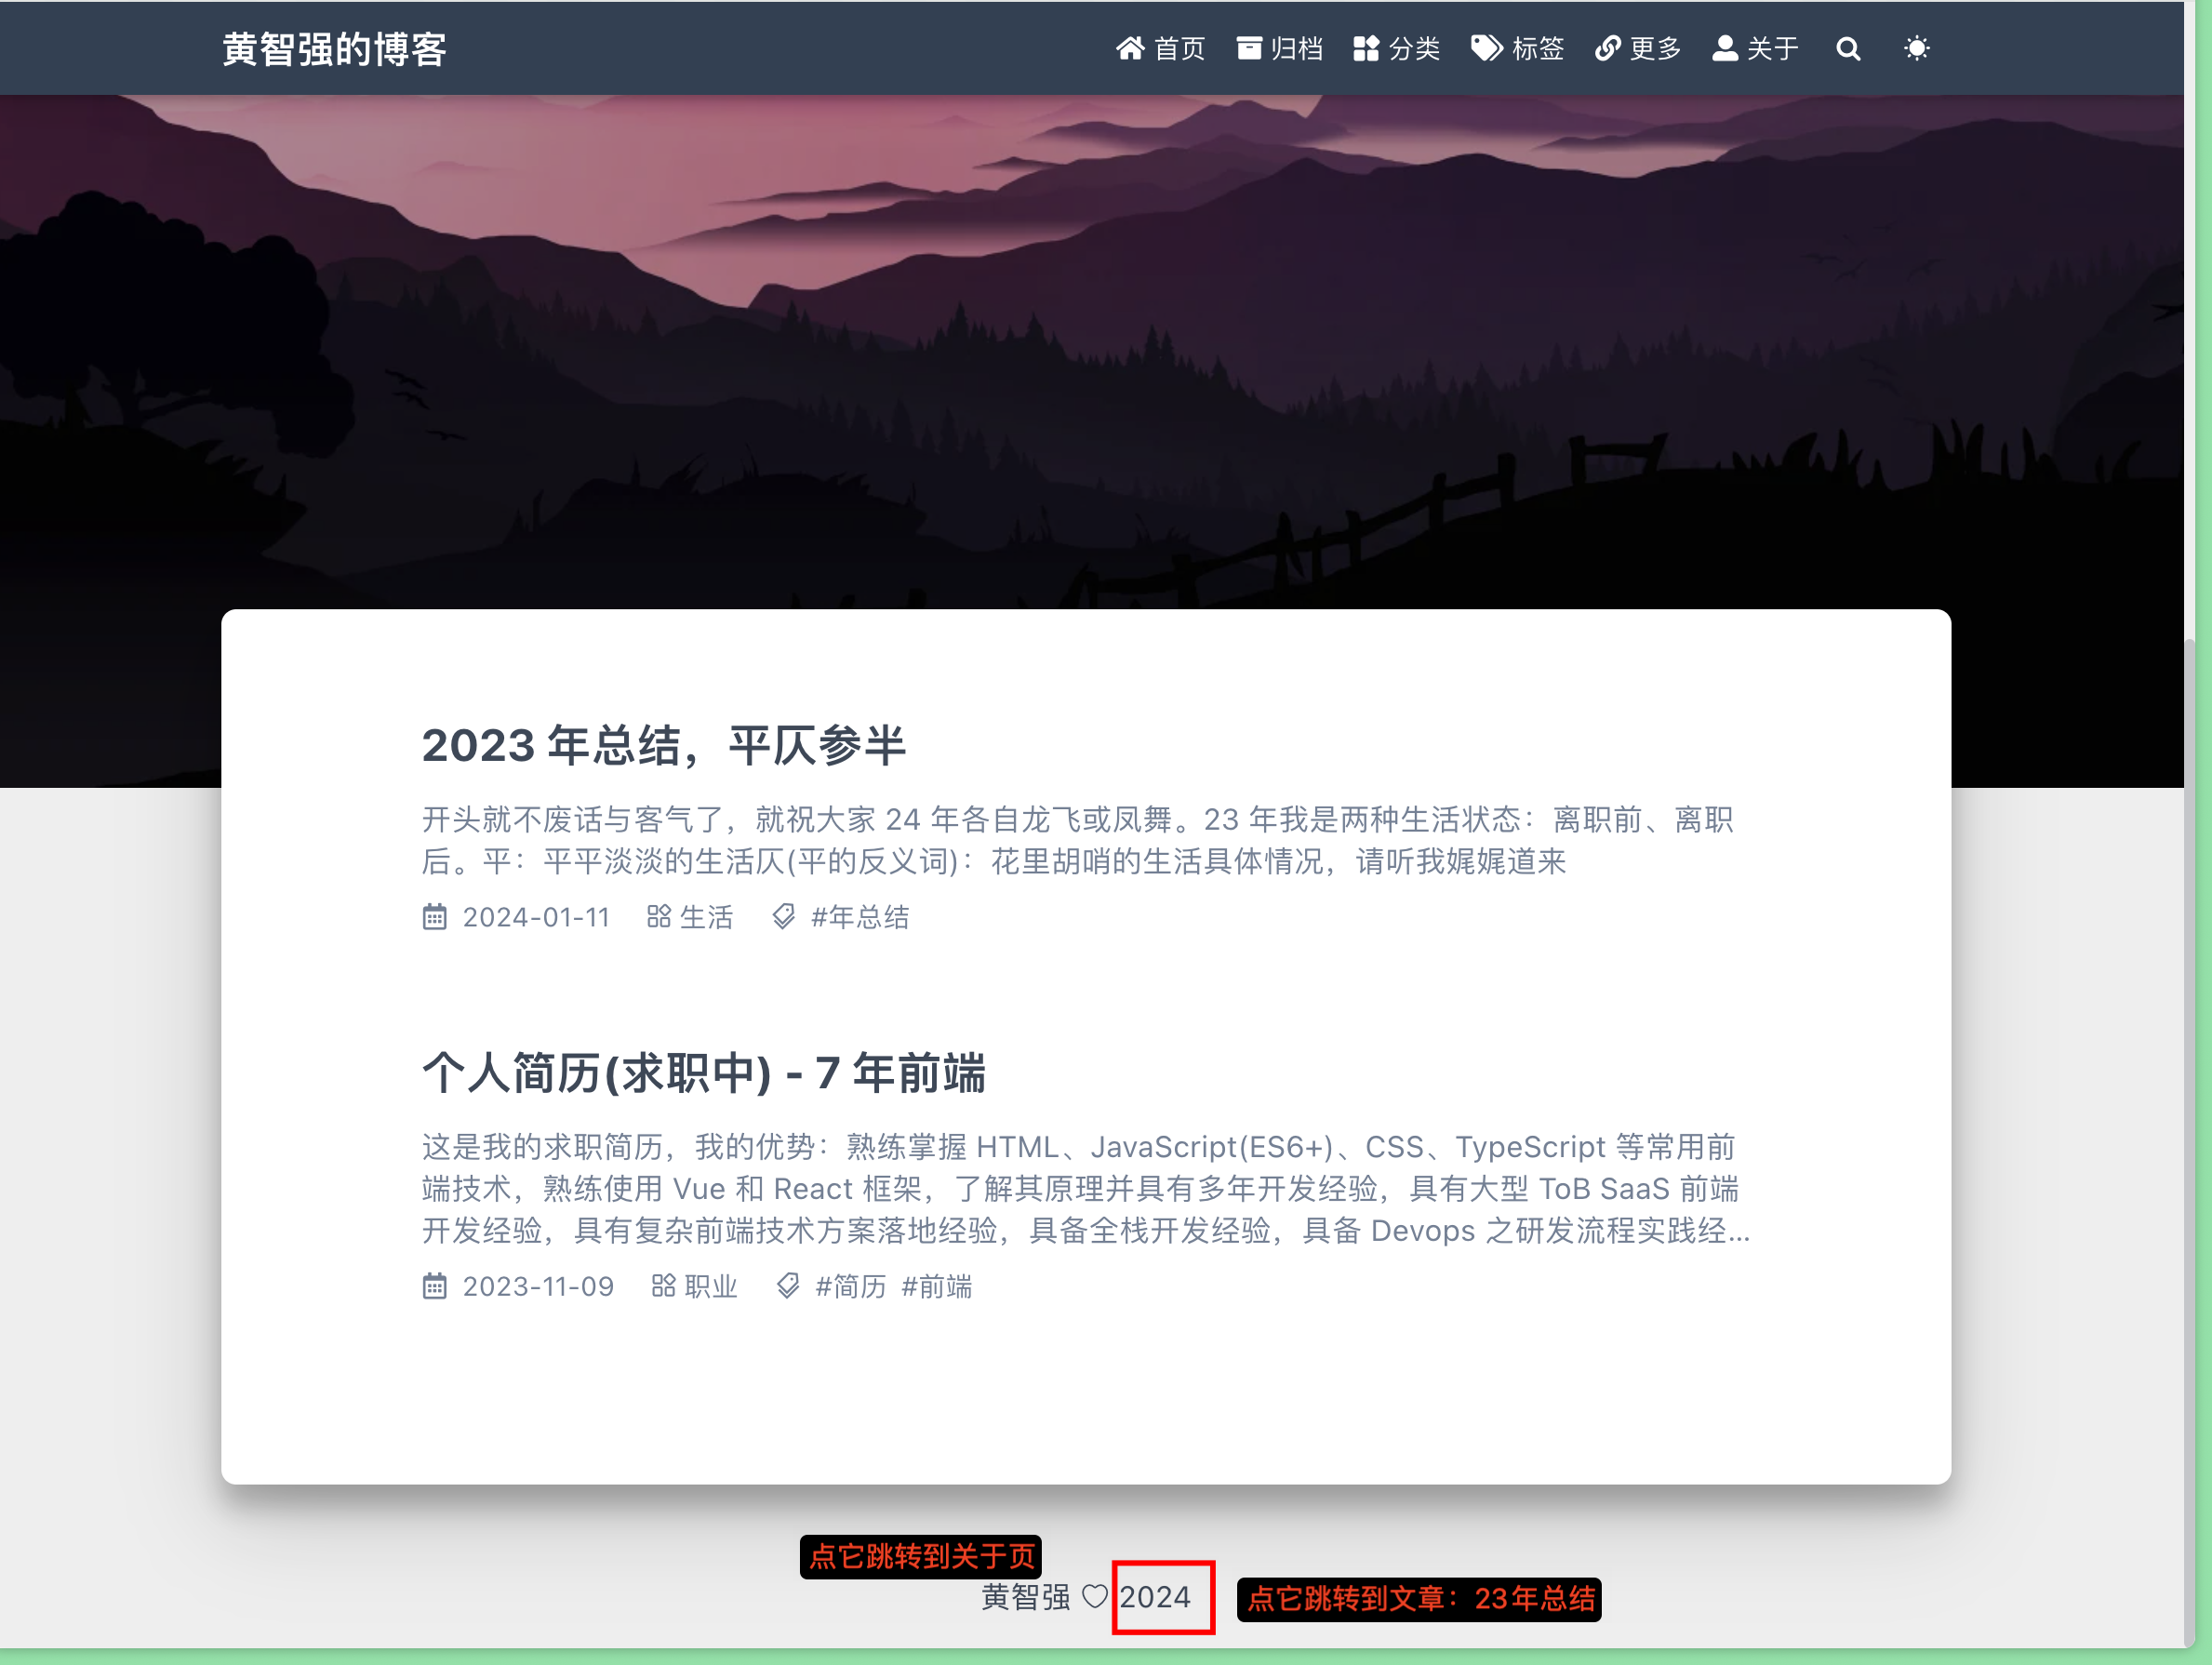 黄智强的博客
首页 归档 分类 标签 更多 关于
2023 年总结，平仄参半
开头就不废话与客气了，就祝大家 24 年各自龙飞或凤舞。23 年我是两种生活状态：离职前、离职
后。平：平平淡淡的生活仄(平的反义词)：花里胡哨的生活具体情况，请听我娓娓道来
2024-01-11 生活 #年总结
个人简历(求职中) - 7 年前端
这是我的求职简历，我的优势：熟练掌握 HTML、JavaScript(ES6+)、CSS、TypeScript 等常用前
端技术，熟练使用 Vue 和 React 框架，了解其原理并具有多年开发经验，具有大型 ToB SaaS 前端
开发经验，具有复杂前端技术方案落地经验，具备全栈开发经验，具备 Devops 之研发流程实践经...
2023-11-09 职业 #简历 #前端
点它跳转到关于页
黄智强 ♡ 2024
点它跳转到文章：23年总结